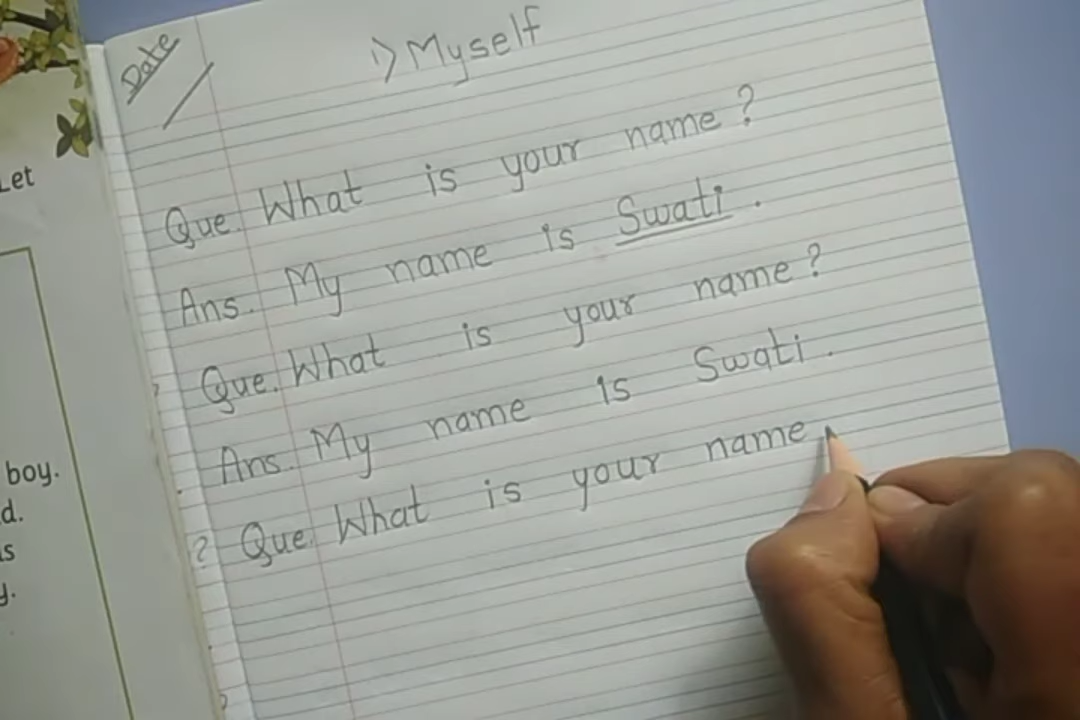 Let
boy.
d.
s
y.
Date
1) Myself
Que. What is your name?
Ans. My name is Swati.
Que. What is your name?
Ans. My name is Swati.
? Que. What is your name